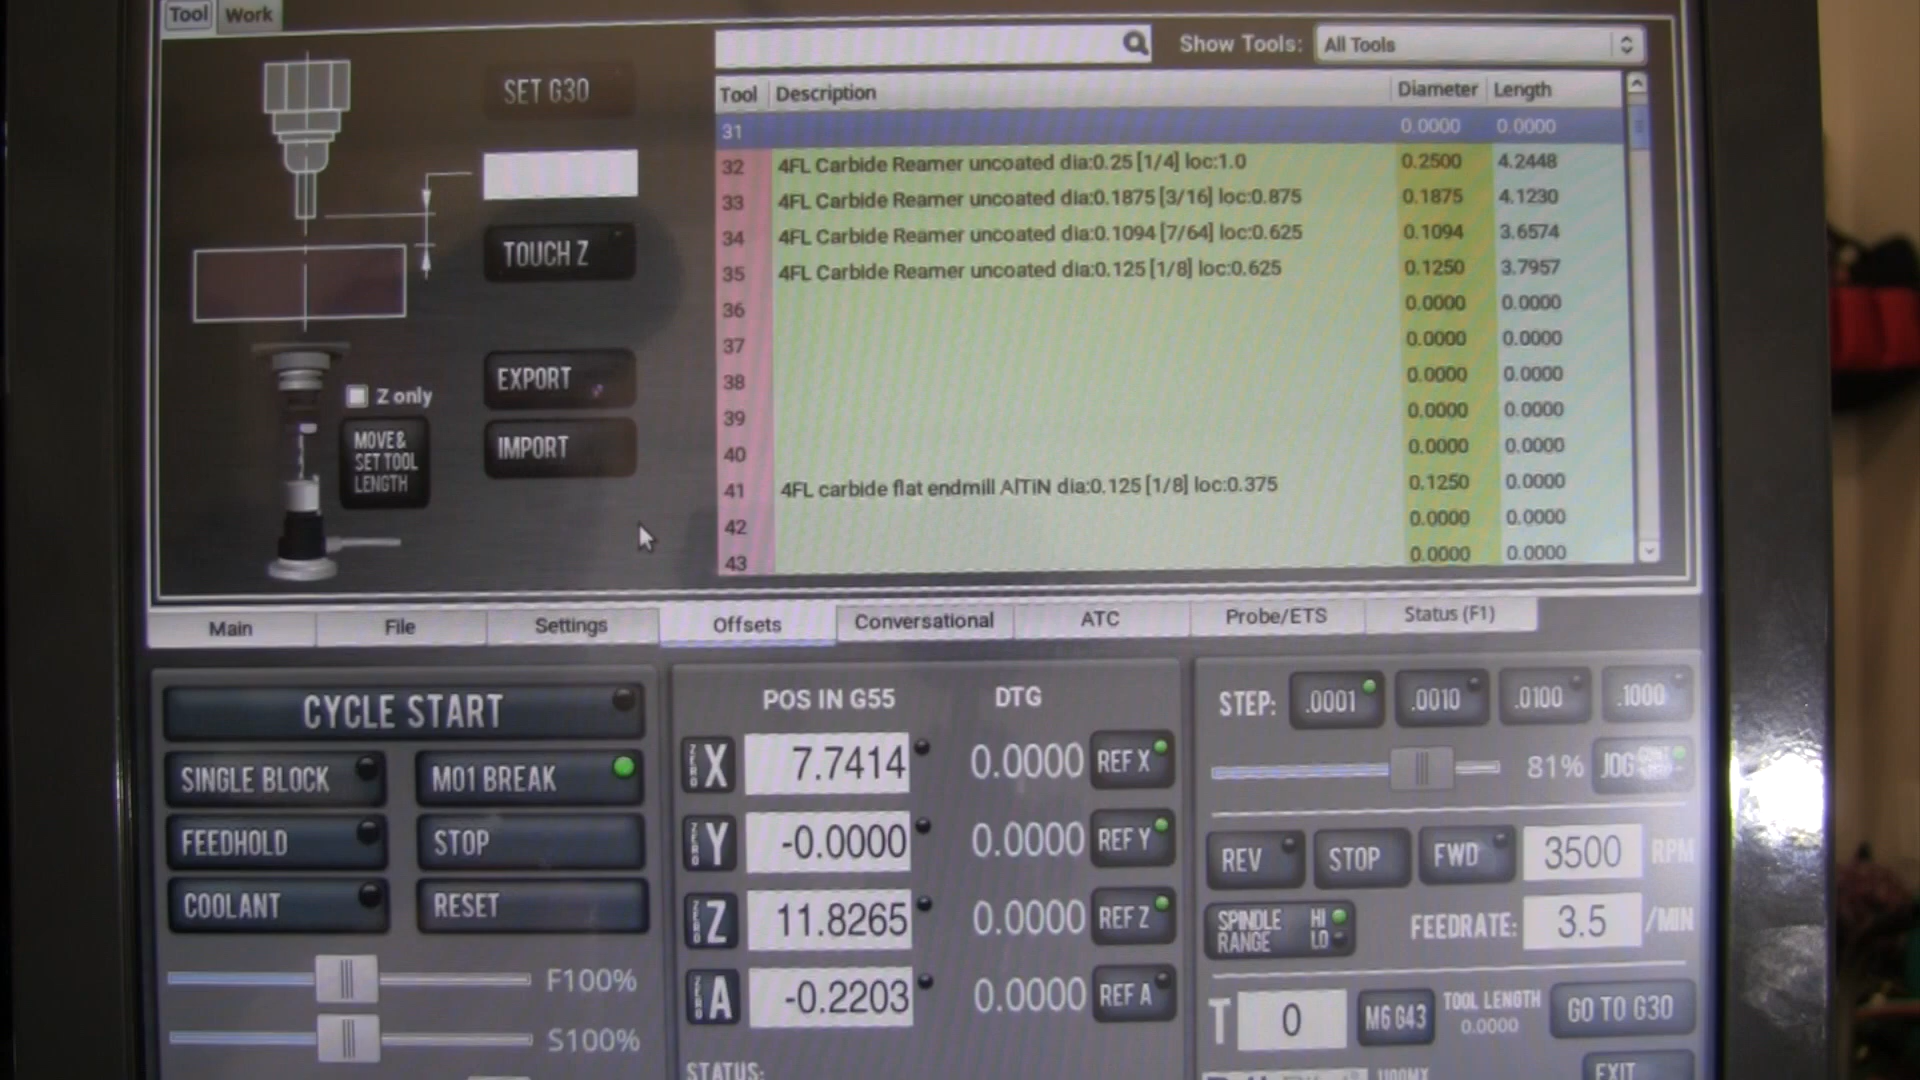 Tool Work
SET G30
TOUCH Z
EXPORT
IMPORT
Z only
MOVE &
SET TOOL
LENGTH
Show Tools: All Tools
Tool Description Diameter Length
31 0.0000 0.0000
32 4FL Carbide Reamer uncoated dia:0.25 [1/4] loc:1.0 0.2500 4.2448
33 4FL Carbide Reamer uncoated dia:0.1875 [3/16] loc:0.875 0.1875 4.1230
34 4FL Carbide Reamer uncoated dia:0.1094 [7/64] loc:0.625 0.1094 3.6574
35 4FL Carbide Reamer uncoated dia:0.125 [1/8] loc:0.625 0.1250 3.7957
36 0.0000 0.0000
37 0.0000 0.0000
38 0.0000 0.0000
39 0.0000 0.0000
40 0.0000 0.0000
41 4FL carbide flat endmill AlTiN dia:0.125 [1/8] loc:0.375 0.1250 0.0000
42 0.0000 0.0000
43 0.0000 0.0000
Main File Settings Offsets Conversational ATC Probe/ETS Status (F1)
CYCLE START
SINGLE BLOCK M01 BREAK
FEEDHOLD STOP
COOLANT RESET
F100%
S100%
POS IN G55 DTG
ZERO X 7.7414 0.0000 REF X
ZERO Y -0.0000 0.0000 REF Y
ZERO Z 11.8265 0.0000 REF Z
ZERO A -0.2203 0.0000 REF A
STATUS:
STEP: .0001 .0010 .0100 .1000
81% JOG
REV STOP FWD 3500 RPM
SPINDLE RANGE HI LO FEEDRATE: 3.5 /MIN
T 0 M6 G43 TOOL LENGTH 0.0000 GO TO G30
EXIT